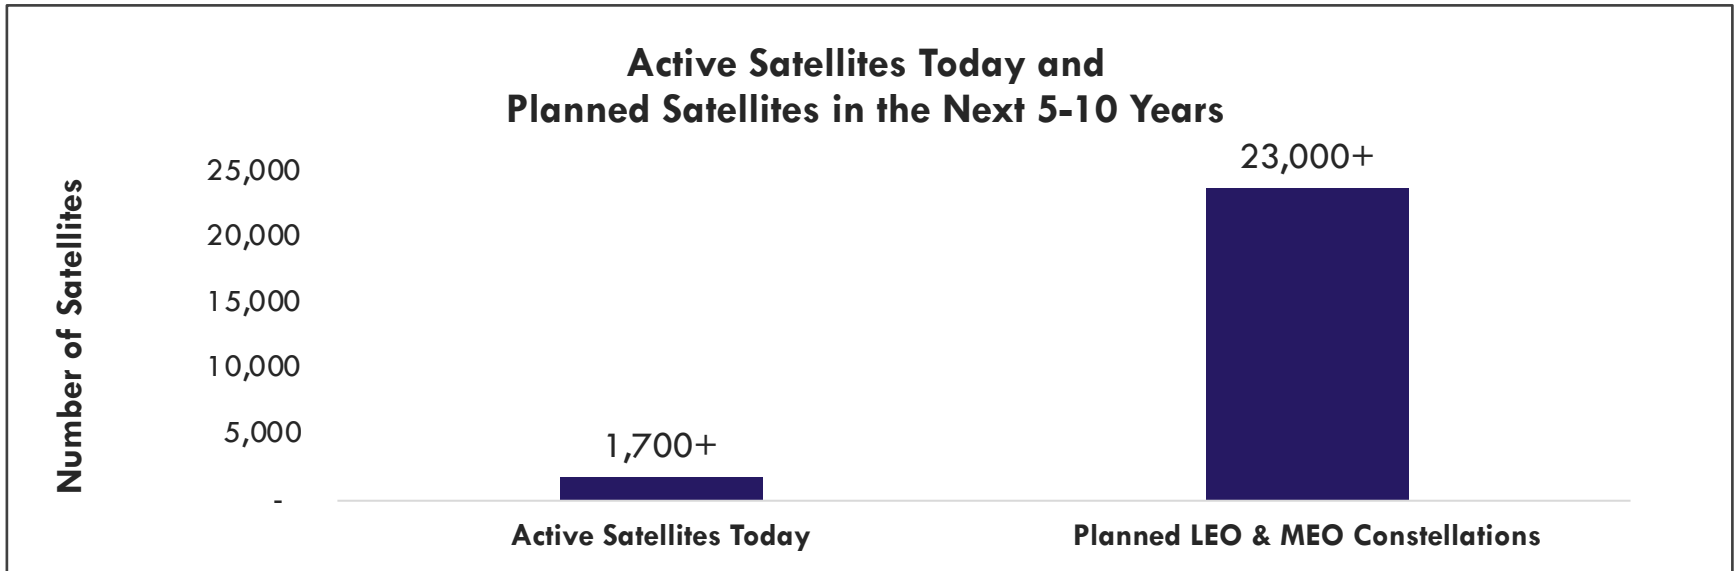 Active Satellites Today and
Planned Satellites in the Next 5-10 Years
Number of Satellites
25,000
20,000
15,000
10,000
5,000
-
23,000+
1,700+
Active Satellites Today
Planned LEO & MEO Constellations